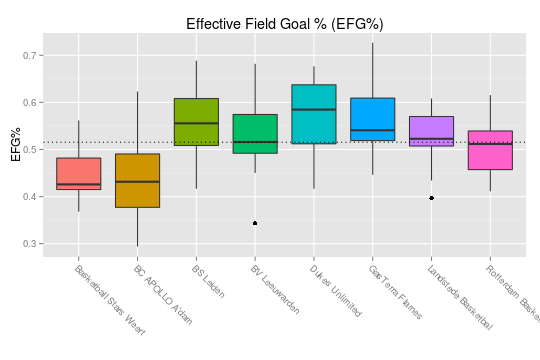 Effective Field Goal % (EFG%)
EFG%
0.7
0.6
0.5
0.4
0.3
Basketball Stars Weert
BC APOLLO A'dam
BS Leiden
BV Leeuwarden
Dukes Unlimited
GasTerra Flames
Landstede Basketbal
Rotterdam Baske